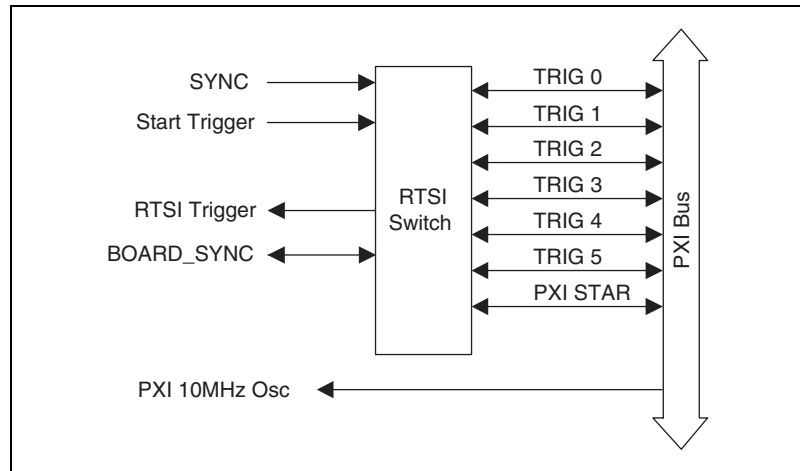 SYNC
Start Trigger
RTSI Trigger
BOARD_SYNC
RTSI
Switch
TRIG 0
TRIG 1
TRIG 2
TRIG 3
TRIG 4
TRIG 5
PXI STAR
PXI Bus
PXI 10MHz Osc